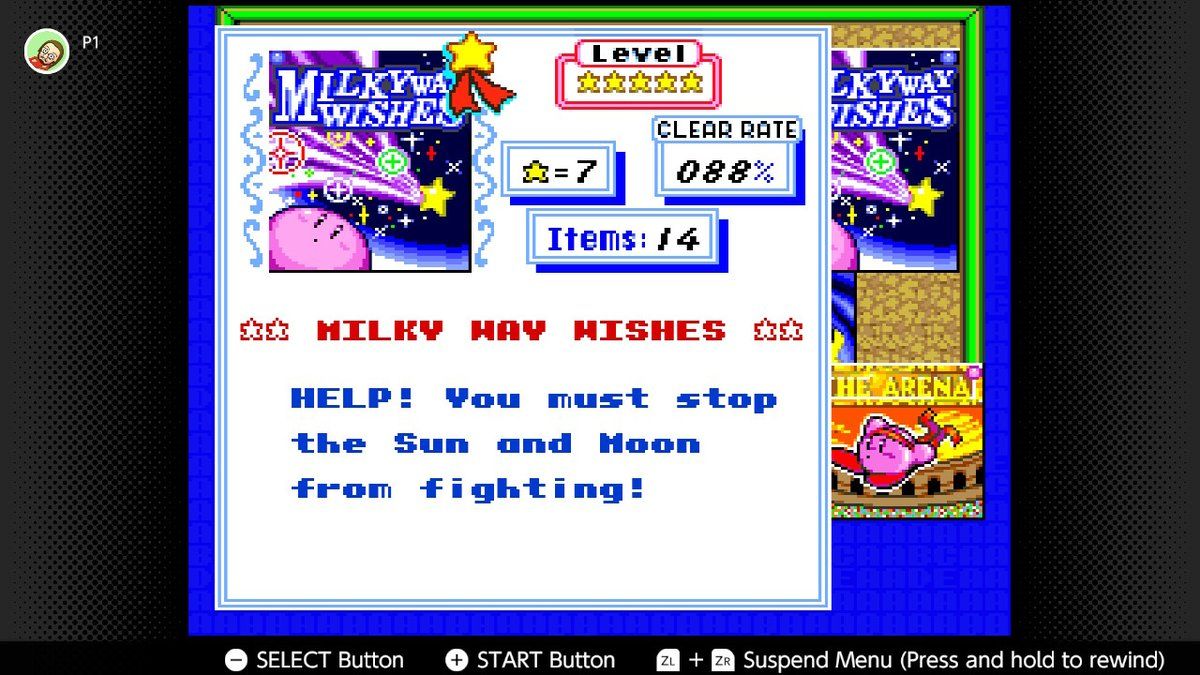 P1
MILKYWAY
WISHES
Level
CLEAR RATE
=7
088%
Items:14
MILKY WAY WISHES
HELP! You must stop
the Sun and Moon
from fighting!
LKYWAY
ISHES
THE ARENA
SELECT Button
START Button
ZL + ZR Suspend Menu (Press and hold to rewind)